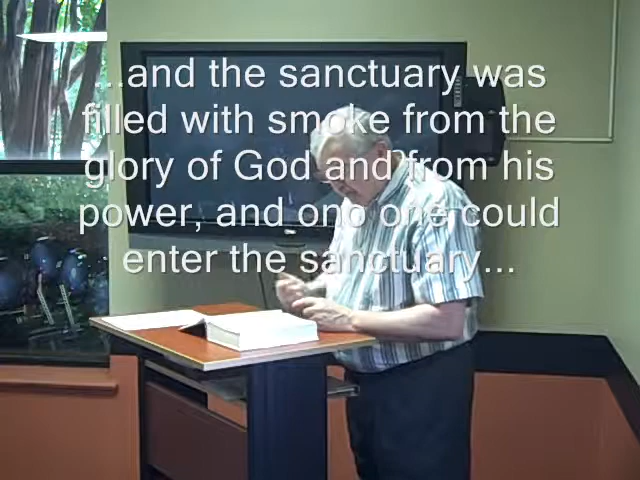 ...and the sanctuary was
filled with smoke from the
glory of God and from his
power, and ono one could
enter the sanctuary...